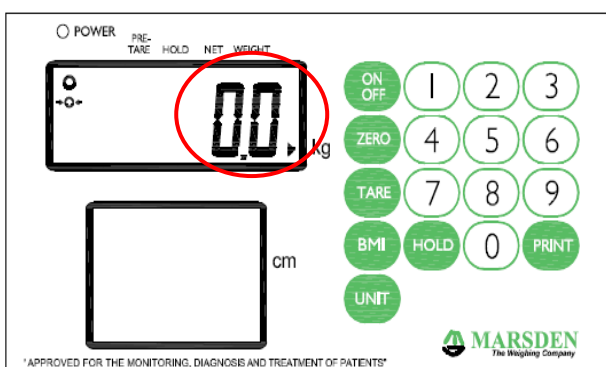 POWER
PRE-TARE HOLD NET WEIGHT
0.0 kg
cm
ON OFF 1 2 3
ZERO 4 5 6
TARE 7 8 9
BMI HOLD 0 PRINT
UNIT
MARSDEN
The Weighing Company
"APPROVED FOR THE MONITORING, DIAGNOSIS AND TREATMENT OF PATIENTS"